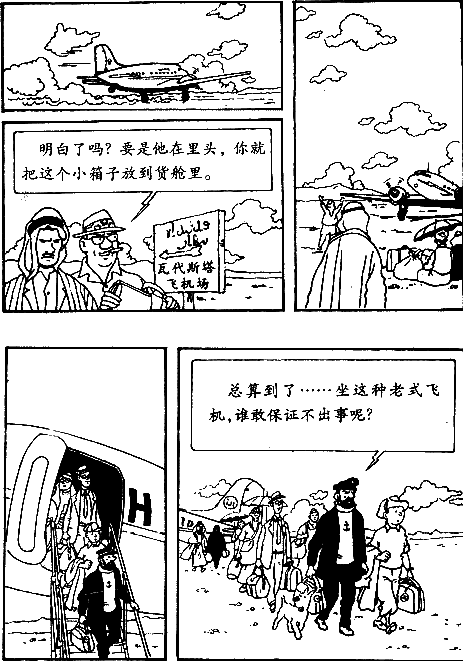 明白了吗？要是他在里头，你就
把这个小箱子放到货舱里。
瓦代斯塔
飞机场
H
总算到了……坐这种老式飞
机，谁敢保证不出事呢？